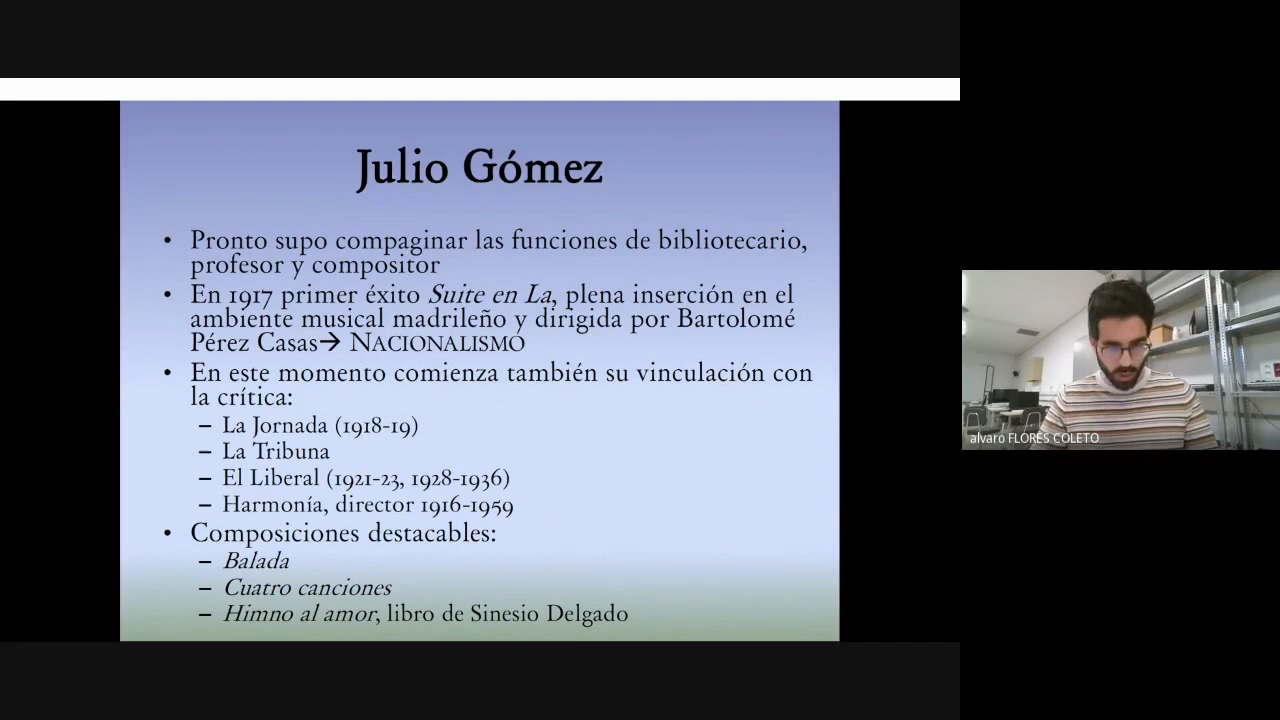 Julio Gómez
• Pronto supo compaginar las funciones de bibliotecario,
profesor y compositor
• En 1917 primer éxito Suite en La, plena inserción en el
ambiente musical madrileño y dirigida por Bartolomé
Pérez Casas→ NACIONALISMO
• En este momento comienza también su vinculación con
la crítica:
– La Jornada (1918-19)
– La Tribuna
– El Liberal (1921-23, 1928-1936)
– Harmonía, director 1916-1959
• Composiciones destacables:
– Balada
– Cuatro canciones
– Himno al amor, libro de Sinesio Delgado
alvaro FLORES COLETO